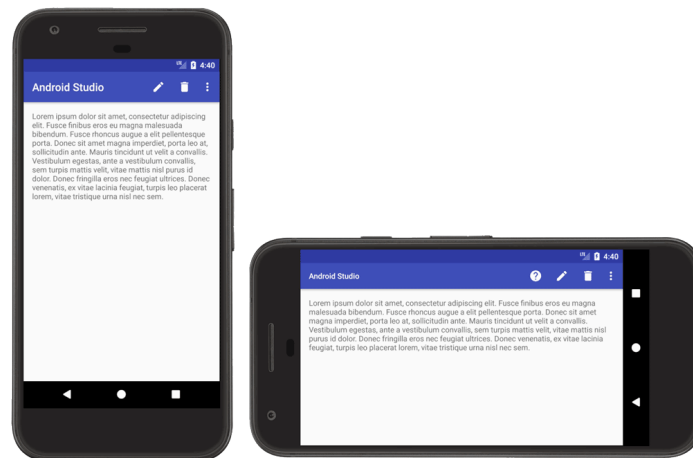 4:40
Android Studio
Lorem ipsum dolor sit amet, consectetur adipiscing
elit. Fusce finibus eros eu magna malesuada
bibendum. Fusce rhoncus augue a elit pellentesque
porta. Donec sit amet magna imperdiet, porta leo at,
sollicitudin ante. Mauris tincidunt ut velit a convallis.
Vestibulum egestas, ante a vestibulum convallis,
sem turpis mattis velit, vitae mattis nisl purus id
dolor. Donec fringilla eros nec feugiat ultrices. Donec
venenatis, ex vitae lacinia feugiat, turpis leo placerat
lorem, vitae tristique urna nisl nec sem.
4:40
Android Studio
Lorem ipsum dolor sit amet, consectetur adipiscing elit. Fusce finibus eros eu magna
malesuada bibendum. Fusce rhoncus augue a elit pellentesque porta. Donec sit amet
magna imperdiet, porta leo at, sollicitudin ante. Mauris tincidunt ut velit a convallis.
Vestibulum egestas, ante a vestibulum convallis, sem turpis mattis velit, vitae mattis nisl
purus id dolor. Donec fringilla eros nec feugiat ultrices. Donec venenatis, ex vitae lacinia
feugiat, turpis leo placerat lorem, vitae tristique urna nisl nec sem.